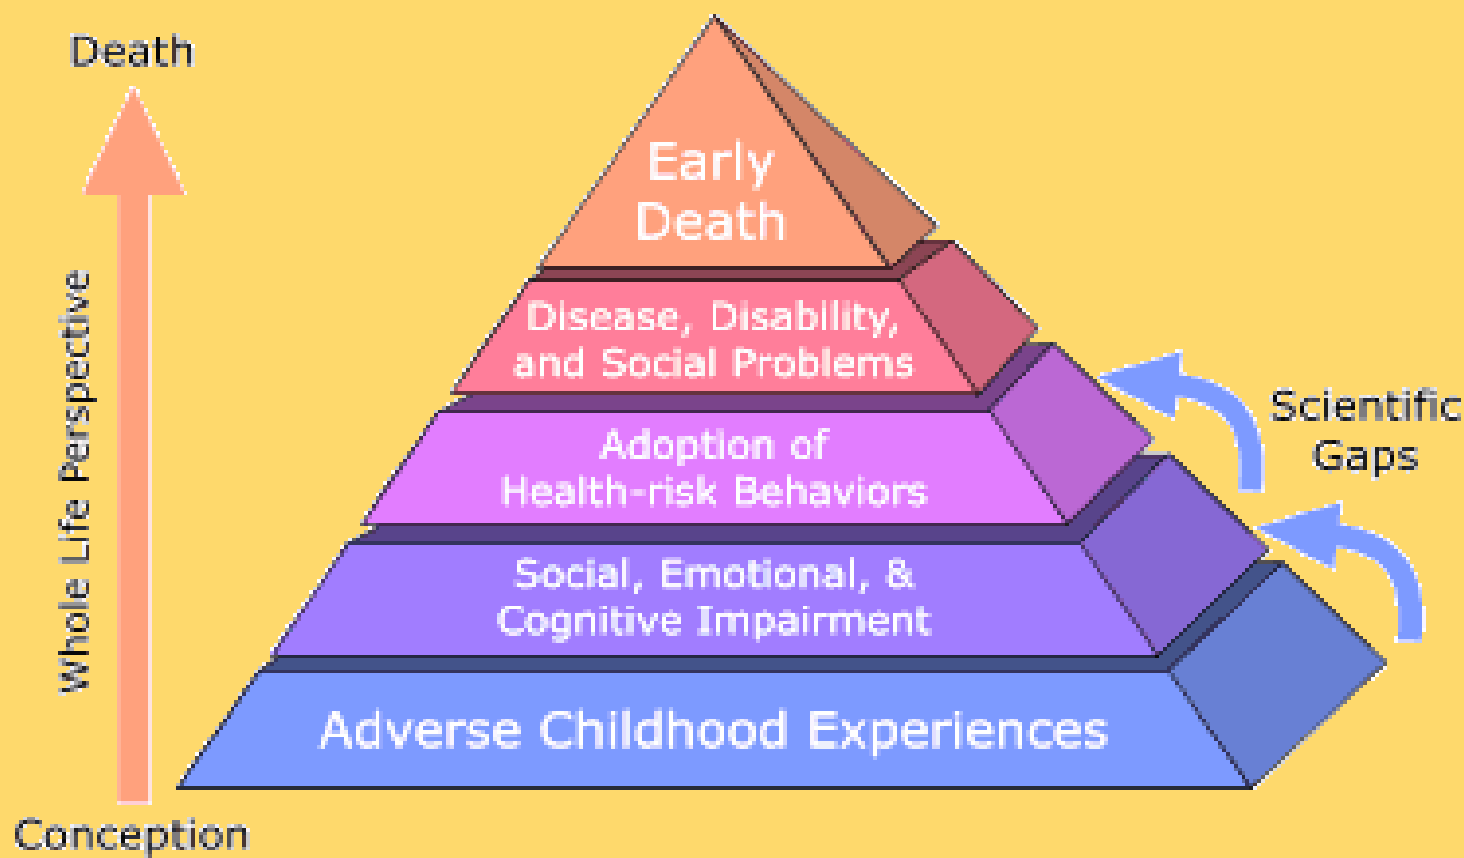 Death
Whole Life Perspective
Conception
Early
Death
Disease, Disability,
and Social Problems
Adoption of
Health-risk Behaviors
Social, Emotional, &
Cognitive Impairment
Adverse Childhood Experiences
Scientific
Gaps